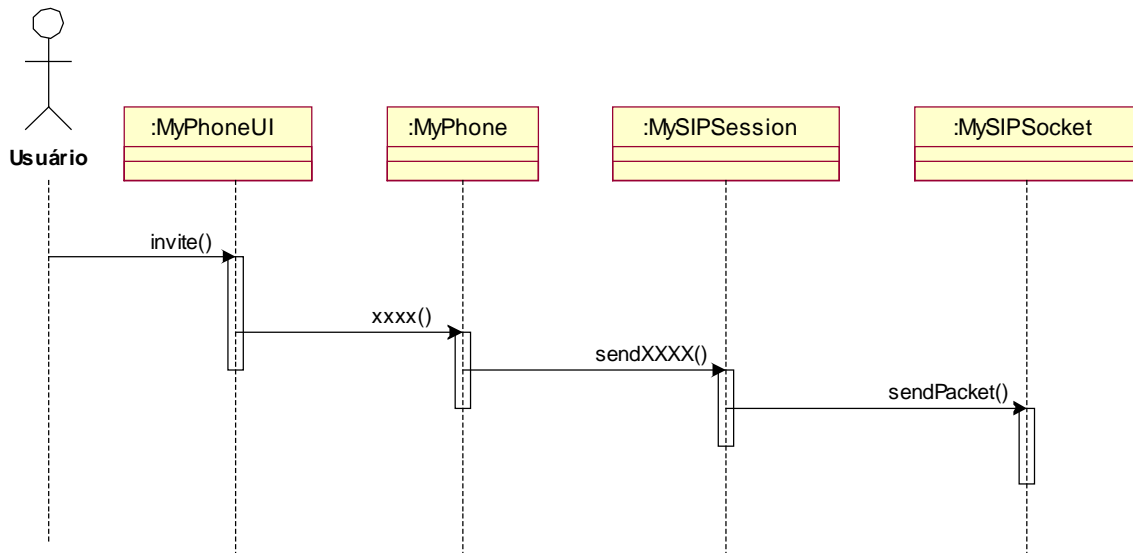 :MyPhoneUI
:MyPhone
:MySIPSession
:MySIPSocket
Usuário
invite()
xxxx()
sendXXXX()
sendPacket()